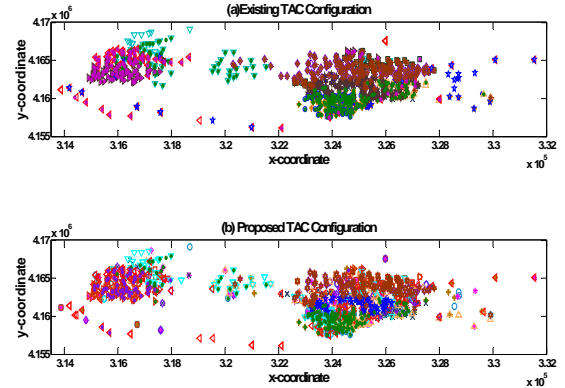 (a)Existing TAC Configuration
x 10^6
4.17
4.165
4.16
4.155
y-coordinate
3.14 3.16 3.18 3.2 3.22 3.24 3.26 3.28 3.3 3.32
x-coordinate
x 10^5
(b) Proposed TAC Configuration
x 10^6
4.17
4.165
4.16
4.155
y-coordinate
3.14 3.16 3.18 3.2 3.22 3.24 3.26 3.28 3.3 3.32
x-coordinate
x 10^5